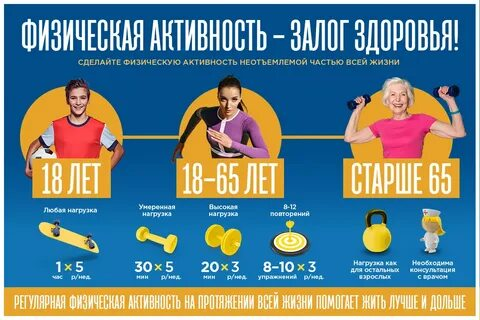 ФИЗИЧЕСКАЯ АКТИВНОСТЬ – ЗАЛОГ ЗДОРОВЬЯ!
СДЕЛАЙТЕ ФИЗИЧЕСКУЮ АКТИВНОСТЬ НЕОТЪЕМЛЕМОЙ ЧАСТЬЮ ВСЕЙ ЖИЗНИ
18 ЛЕТ
Любая нагрузка
1 × 5
час р/нед.
18–65 ЛЕТ
Умеренная
нагрузка
30 × 5
мин р/нед.
Высокая
нагрузка
20 × 3
мин р/нед.
8-12
повторений
8–10 × 3
упражнений р/нед.
СТАРШЕ 65
Нагрузка как
для остальных
взрослых
Необходима
консультация
с врачом
РЕГУЛЯРНАЯ ФИЗИЧЕСКАЯ АКТИВНОСТЬ НА ПРОТЯЖЕНИИ ВСЕЙ ЖИЗНИ ПОМОГАЕТ ЖИТЬ ЛУЧШЕ И ДОЛЬШЕ